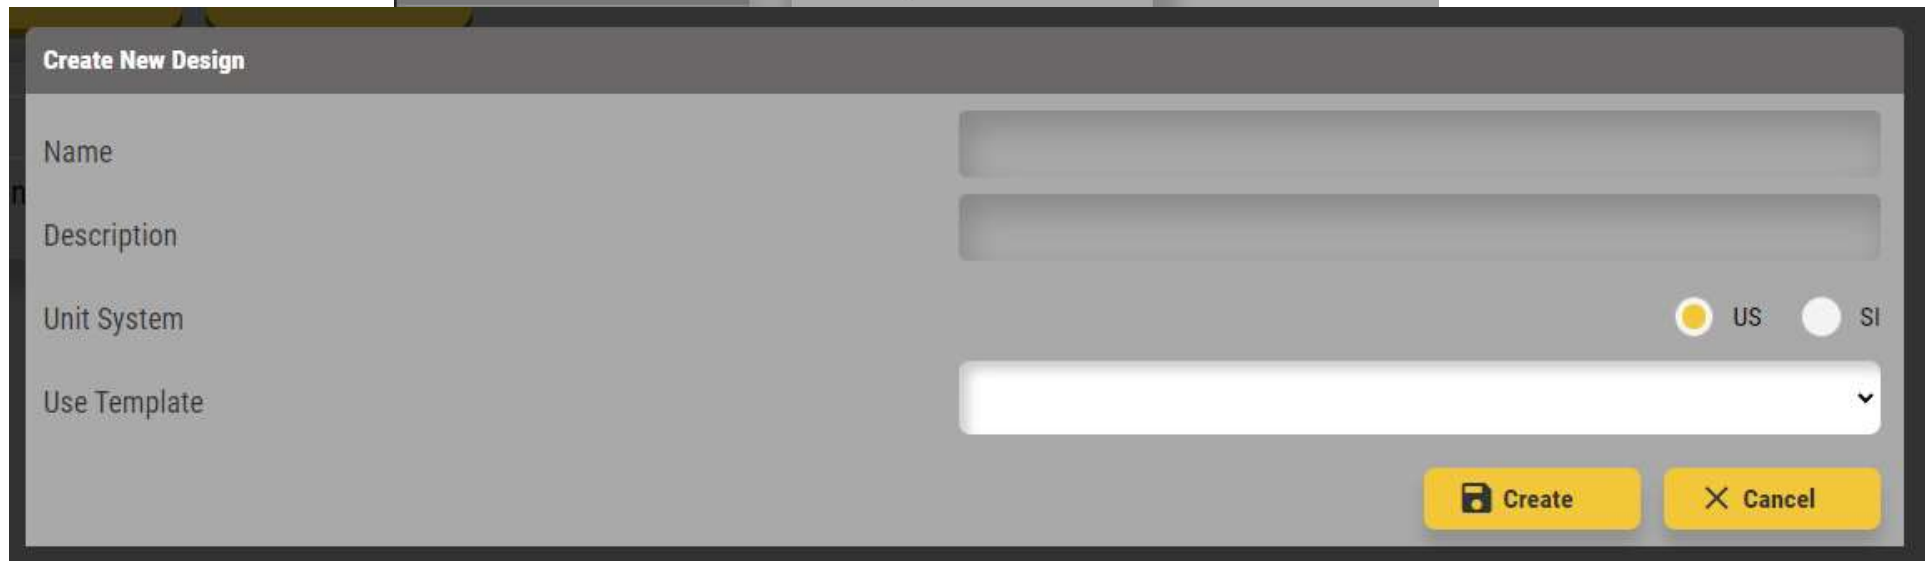 Create New Design
Name
Description
Unit System
US SI
Use Template
Create Cancel